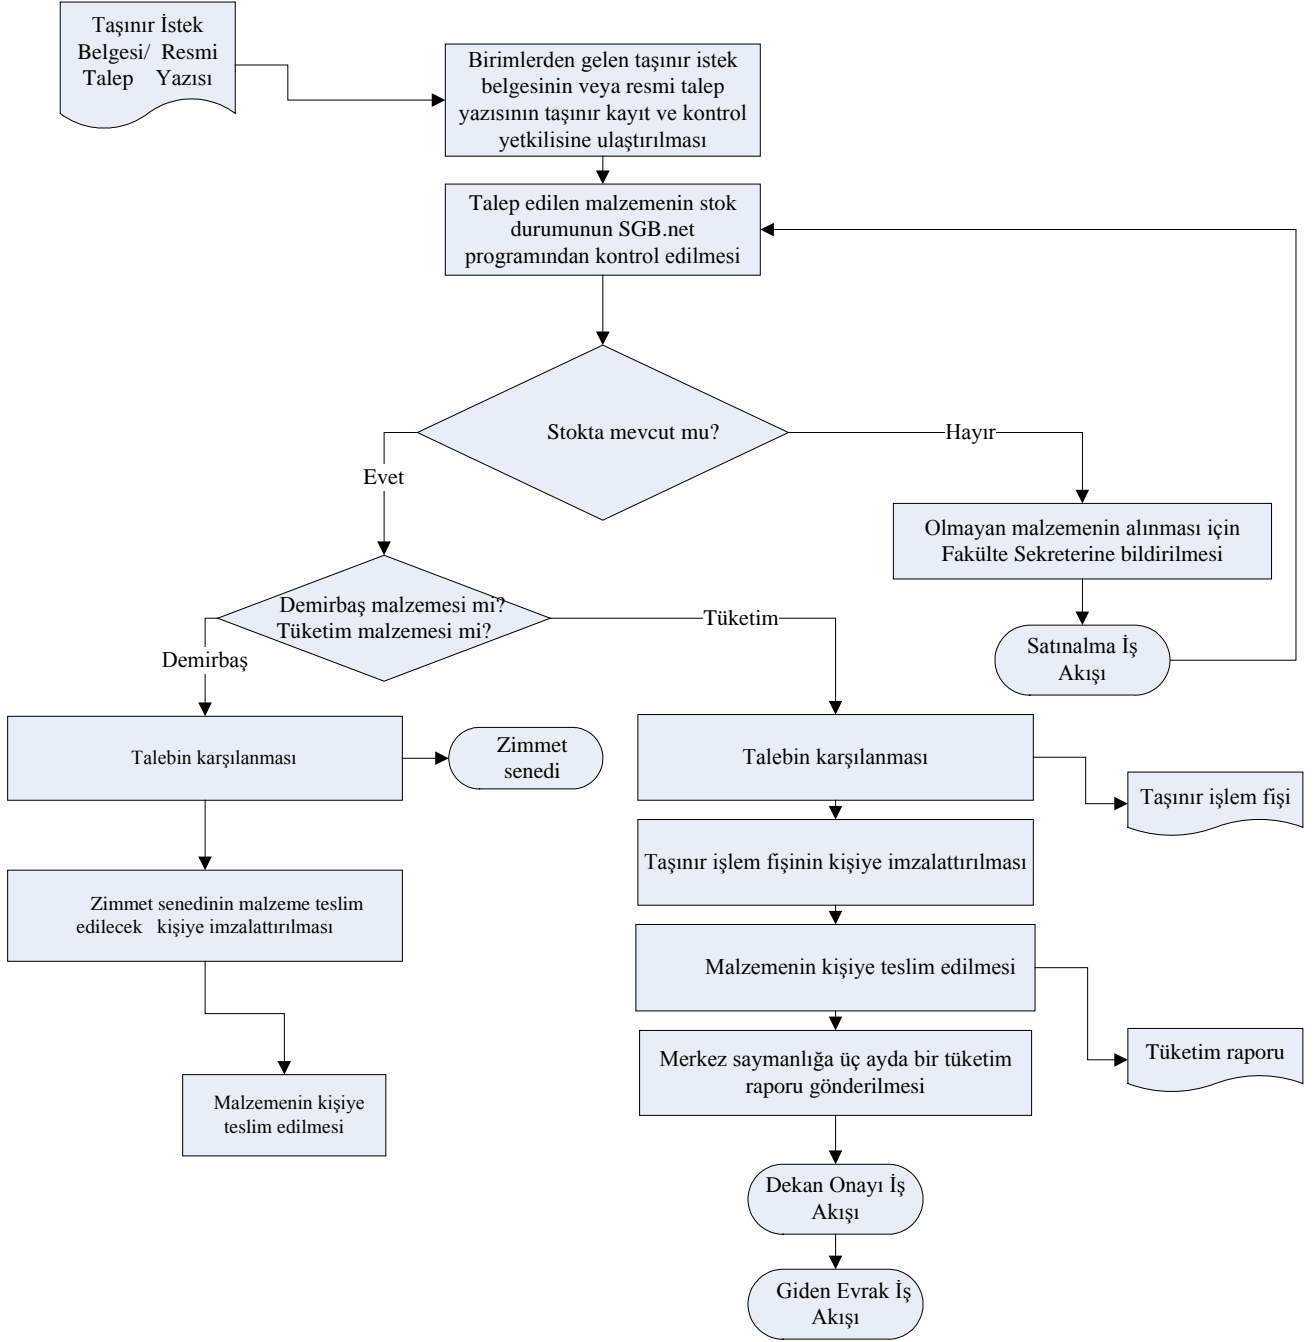 Taşınır İstek
Belgesi/ Resmi
Talep Yazısı
Birimlerden gelen taşınır istek
belgesinin veya resmi talep
yazısının taşınır kayıt ve kontrol
yetkilisine ulaştırılması
Talep edilen malzemenin stok
durumunun SGB.net
programından kontrol edilmesi
Stokta mevcut mu?
Hayır
Evet
Olmayan malzemenin alınması için
Fakülte Sekreterine bildirilmesi
Demirbaş malzemesi mi?
Tüketim malzemesi mi?
Tüketim
Demirbaş
Satınalma İş
Akışı
Talebin karşılanması
Zimmet
senedi
Talebin karşılanması
Taşınır işlem fişi
Taşınır işlem fişinin kişiye imzalattırılması
Zimmet senedinin malzeme teslim
edilecek kişiye imzalattırılması
Malzemenin kişiye teslim edilmesi
Merkez saymanlığa üç ayda bir tüketim
raporu gönderilmesi
Tüketim raporu
Malzemenin kişiye
teslim edilmesi
Dekan Onayı İş
Akışı
Giden Evrak İş
Akışı